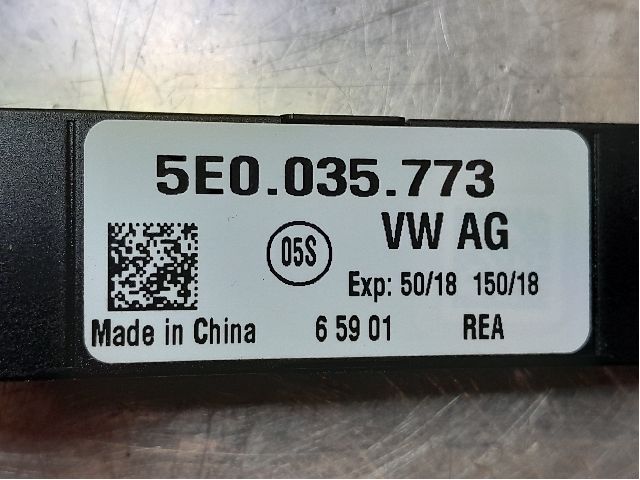 5E0.035.773
05S
VW AG
Exp: 50/18 150/18
Made in China 6 59 01 REA